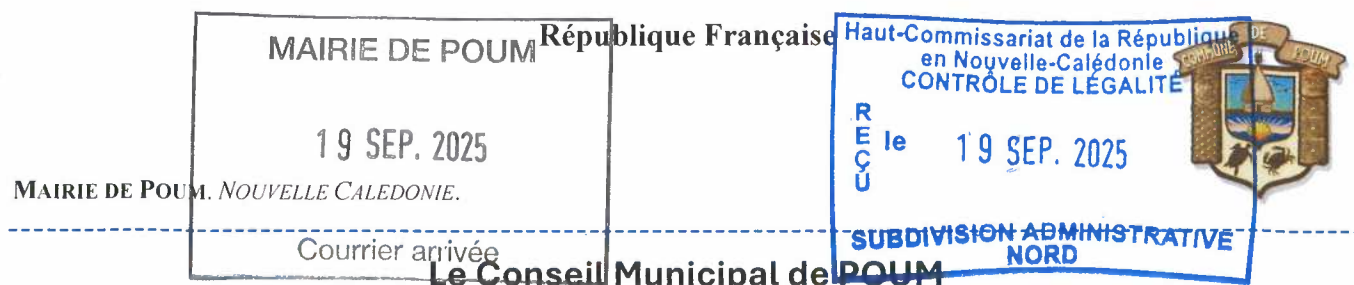 République Française
MAIRIE DE POUM
19 SEP. 2025
Courrier arrivée
Haut-Commissariat de la République
en Nouvelle-Calédonie
CONTRÔLE DE LÉGALITÉ
REÇU le 19 SEP. 2025
SUBDIVISION ADMINISTRATIVE
NORD
COMMUNE DE POUM
MAIRIE DE POUM. NOUVELLE CALEDONIE.
Le Conseil Municipal de POUM